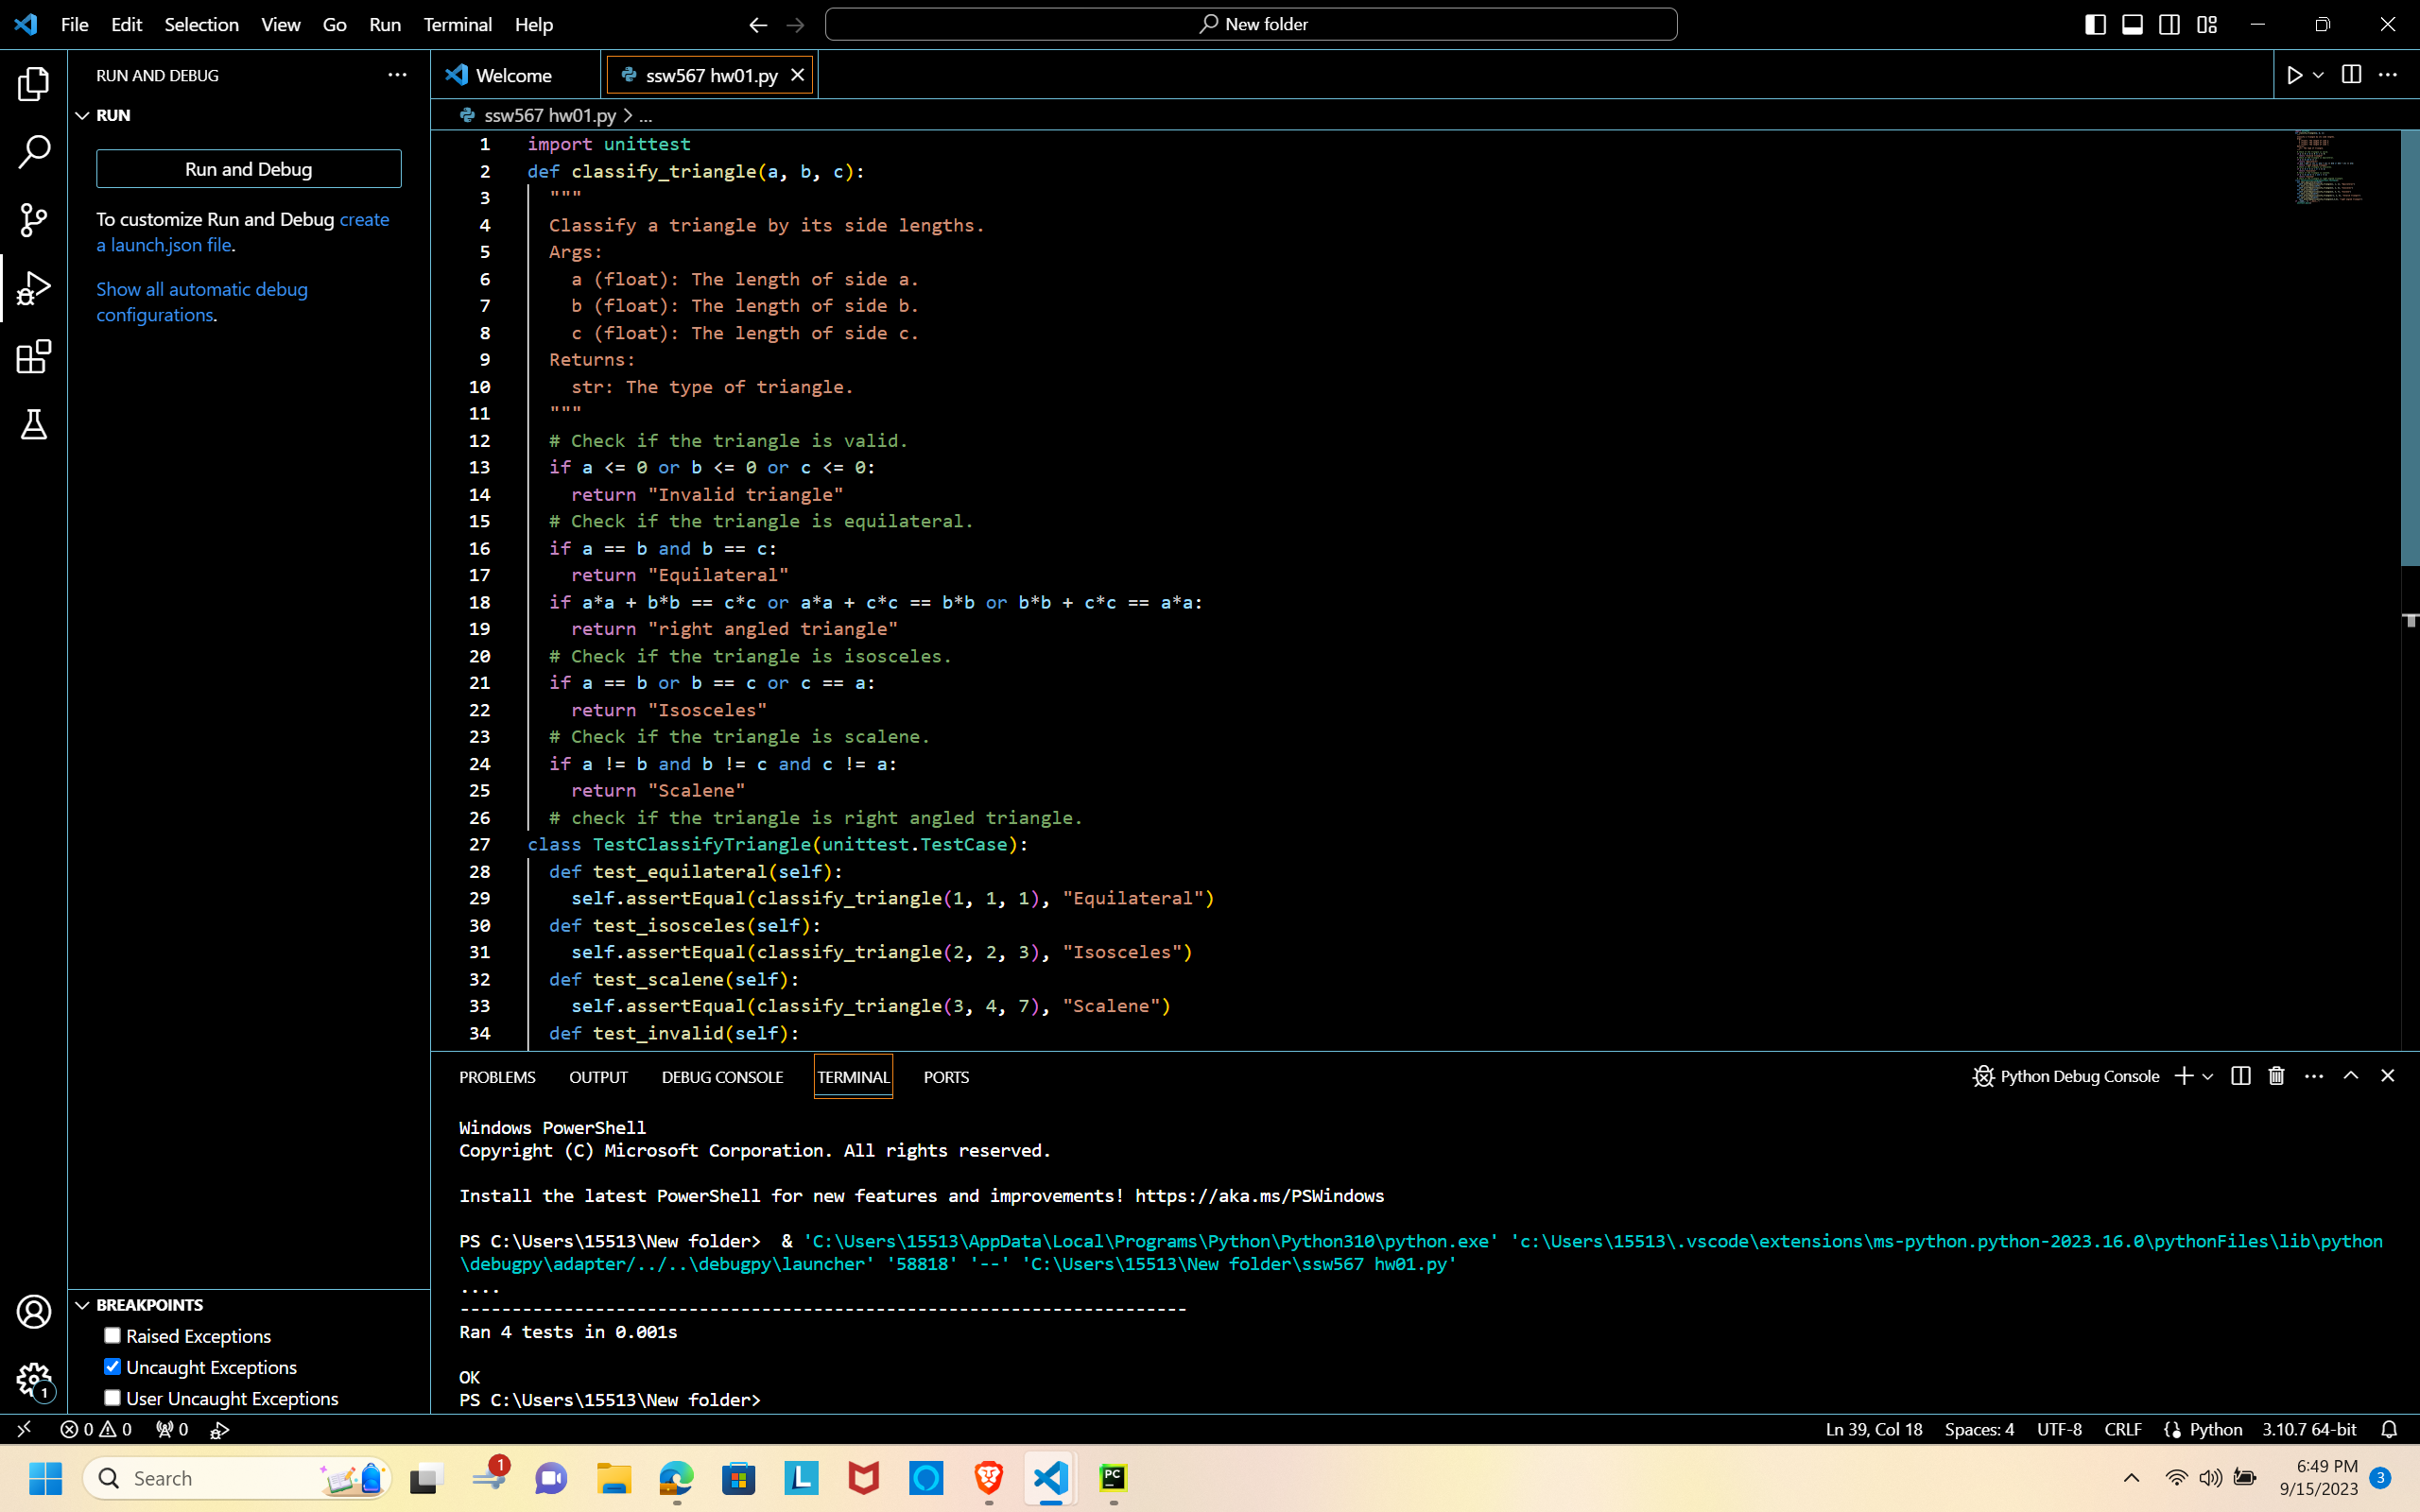 File Edit Selection View Go Run Terminal Help
New folder
RUN AND DEBUG
RUN
Run and Debug
To customize Run and Debug create
a launch.json file.
Show all automatic debug
configurations.
Welcome
ssw567 hw01.py
ssw567 hw01.py > ...
1 import unittest
2 def classify_triangle(a, b, c):
3 """
4 Classify a triangle by its side lengths.
5 Args:
6 a (float): The length of side a.
7 b (float): The length of side b.
8 c (float): The length of side c.
9 Returns:
10 str: The type of triangle.
11 """
12 # Check if the triangle is valid.
13 if a <= 0 or b <= 0 or c <= 0:
14 return "Invalid triangle"
15 # Check if the triangle is equilateral.
16 if a == b and b == c:
17 return "Equilateral"
18 if a*a + b*b == c*c or a*a + c*c == b*b or b*b + c*c == a*a:
19 return "right angled triangle"
20 # Check if the triangle is isosceles.
21 if a == b or b == c or c == a:
22 return "Isosceles"
23 # Check if the triangle is scalene.
24 if a != b and b != c and c != a:
25 return "Scalene"
26 # check if the triangle is right angled triangle.
27 class TestClassifyTriangle(unittest.TestCase):
28 def test_equilateral(self):
29 self.assertEqual(classify_triangle(1, 1, 1), "Equilateral")
30 def test_isosceles(self):
31 self.assertEqual(classify_triangle(2, 2, 3), "Isosceles")
32 def test_scalene(self):
33 self.assertEqual(classify_triangle(3, 4, 7), "Scalene")
34 def test_invalid(self):
PROBLEMS OUTPUT DEBUG CONSOLE TERMINAL PORTS
Python Debug Console
Windows PowerShell
Copyright (C) Microsoft Corporation. All rights reserved.
Install the latest PowerShell for new features and improvements! https://aka.ms/PSWindows
PS C:\Users\15513\New folder>  & 'C:\Users\15513\AppData\Local\Programs\Python\Python310\python.exe' 'c:\Users\15513\.vscode\extensions\ms-python.python-2023.16.0\pythonFiles\lib\python
\debugpy\adapter/../..\debugpy\launcher' '58818' '--' 'C:\Users\15513\New folder\ssw567 hw01.py'
....
----------------------------------------------------------------------
Ran 4 tests in 0.001s
OK
PS C:\Users\15513\New folder>
BREAKPOINTS
Raised Exceptions
Uncaught Exceptions
User Uncaught Exceptions
1
0 0 0
Ln 39, Col 18 Spaces: 4 UTF-8 CRLF Python 3.10.7 64-bit
Search
1
L
PC
6:49 PM
9/15/2023
3